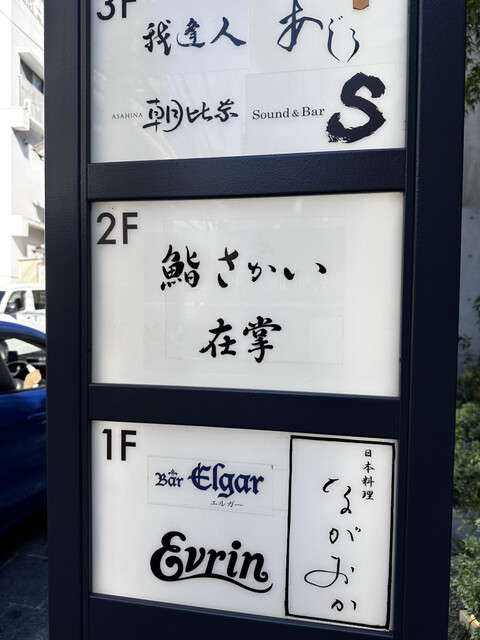 3F
我逢人
あじろ
ASAHINA 朝比奈
Sound & Bar S
2F
鮨 さかい
在掌
1F
Bar Elgar
エルガー
Evrin
日本料理
ながおか